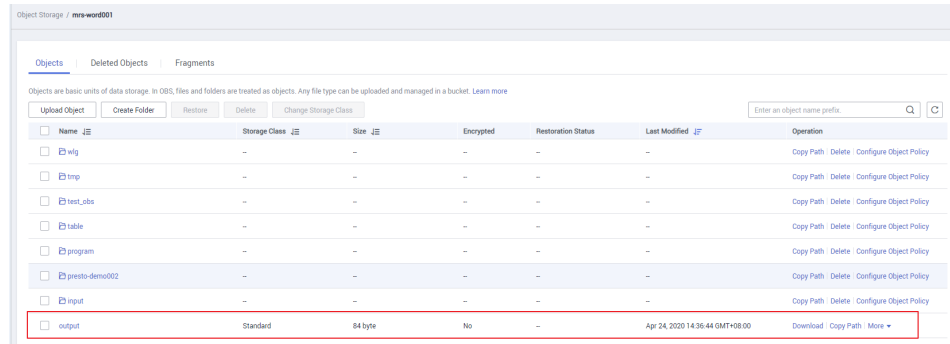 Object Storage / mrs-word001
Objects Deleted Objects Fragments
Objects are basic units of data storage. In OBS, files and folders are treated as objects. Any file type can be uploaded and managed in a bucket. Learn more
Upload Object Create Folder Restore Delete Change Storage Class Enter an object name prefix.
Name Storage Class Size Encrypted Restoration Status Last Modified Operation
wlg -- -- -- -- -- Copy Path Delete Configure Object Policy
tmp -- -- -- -- -- Copy Path Delete Configure Object Policy
test_obs -- -- -- -- -- Copy Path Delete Configure Object Policy
table -- -- -- -- -- Copy Path Delete Configure Object Policy
program -- -- -- -- -- Copy Path Delete Configure Object Policy
presto-demo002 -- -- -- -- -- Copy Path Delete Configure Object Policy
input -- -- -- -- -- Copy Path Delete Configure Object Policy
output Standard 84 byte No -- Apr 24, 2020 14:36:44 GMT+08:00 Download Copy Path More